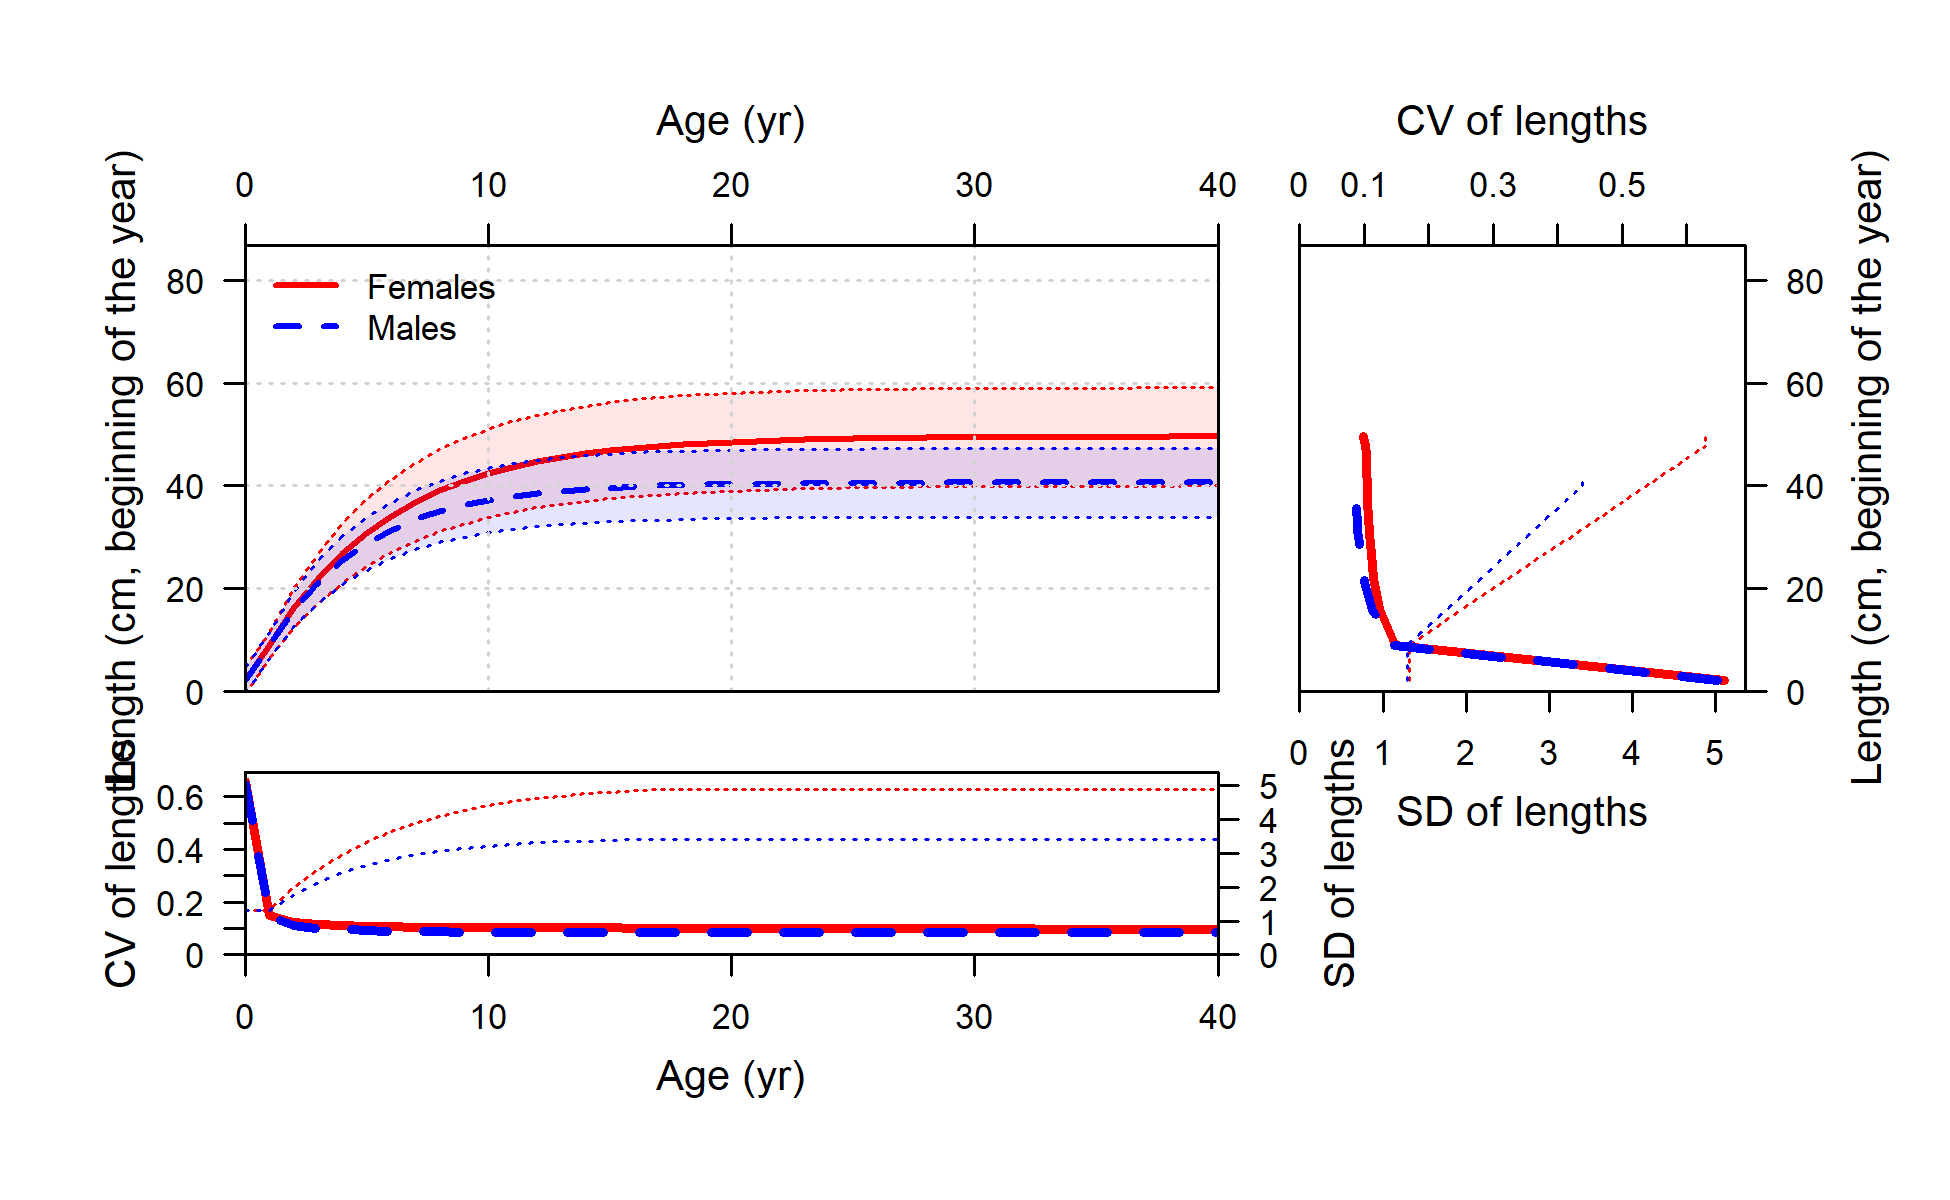 Age (yr)
CV of lengths
0 10 20 30 40
0 0.1 0.3 0.5
Length (cm, beginning of the year)
80
60
40
20
0
Females
Males
80
60
40
20
0
Length (cm, beginning of the year)
0 1 2 3 4 5
SD of lengths
CV of lengths
0.6
0.4
0.2
0
5
4
3
2
1
0
SD of lengths
0 10 20 30 40
Age (yr)